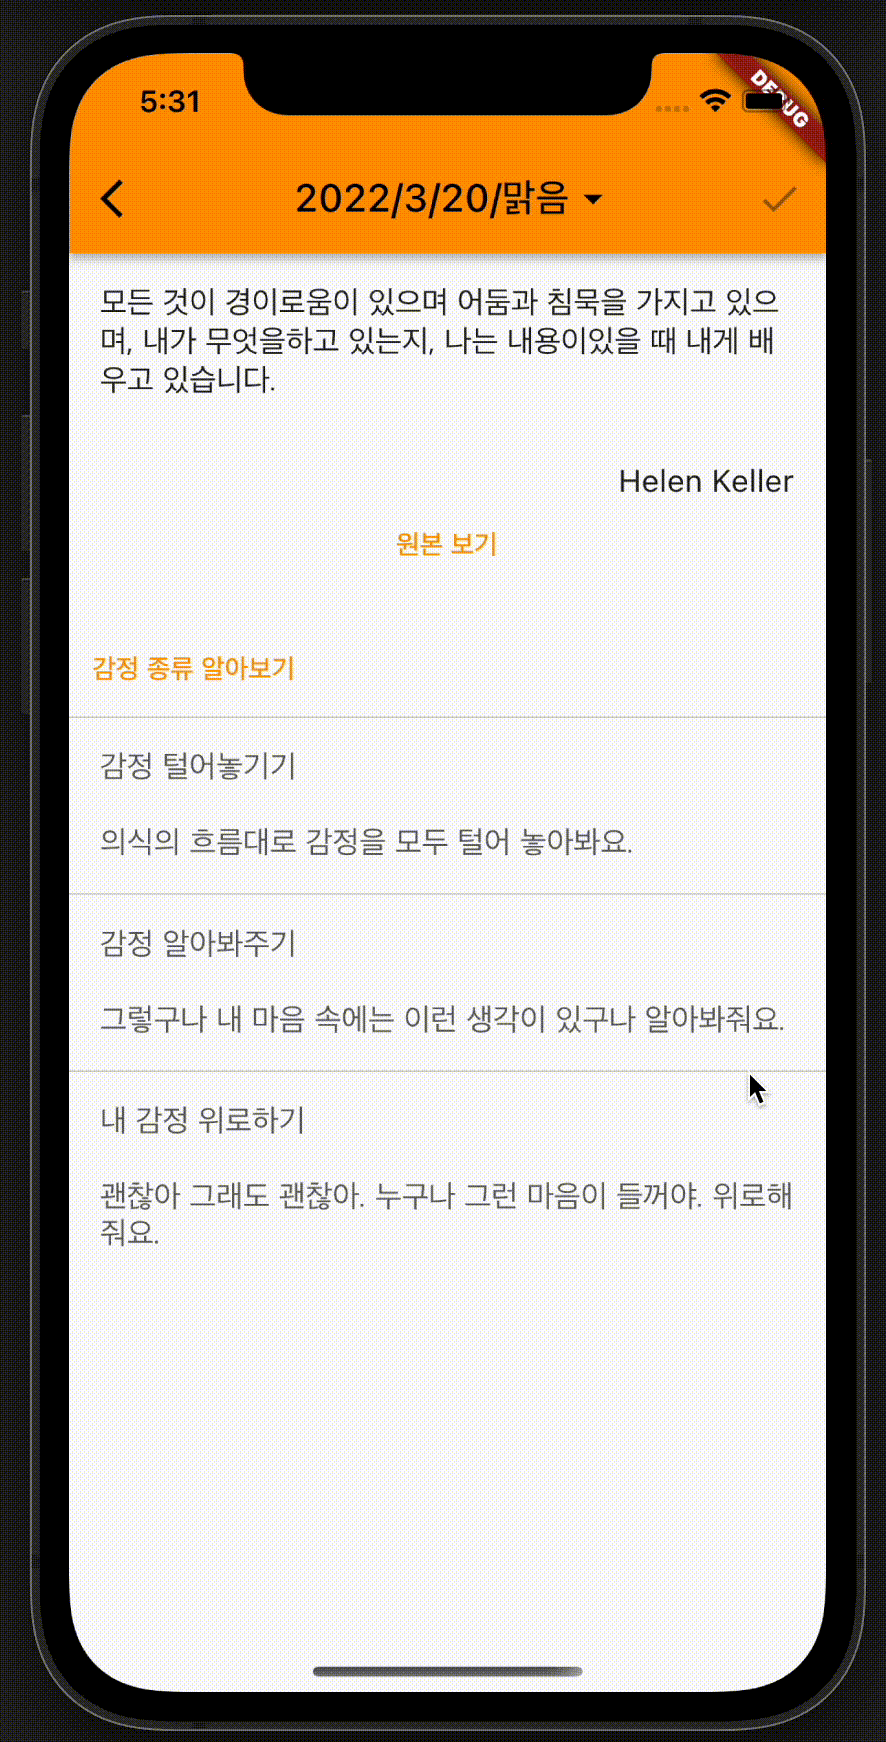 5:31
DEBUG
2022/3/20/맑음
모든 것이 경이로움이 있으며 어둠과 침묵을 가지고 있으
며, 내가 무엇을하고 있는지, 나는 내용이있을 때 내게 배
우고 있습니다.
Helen Keller
원본 보기
감정 종류 알아보기
감정 털어놓기기
의식의 흐름대로 감정을 모두 털어 놓아봐요.
감정 알아봐주기
그렇구나 내 마음 속에는 이런 생각이 있구나 알아봐줘요.
내 감정 위로하기
괜찮아 그래도 괜찮아. 누구나 그런 마음이 들꺼야. 위로해
줘요.